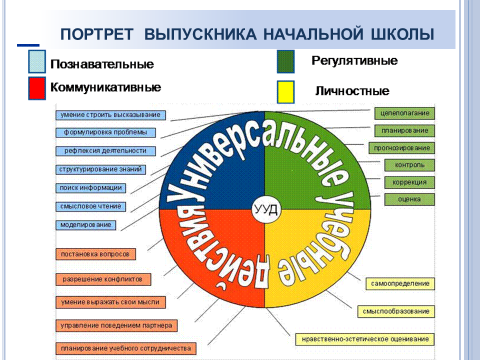 ПОРТРЕТ ВЫПУСКНИКА НАЧАЛЬНОЙ ШКОЛЫ
Познавательные
Регулятивные
Коммуникативные
Личностные
умение строить высказывание
формулировка проблемы
рефлексия деятельности
структурирование знаний
поиск информации
смысловое чтение
моделирование
постановка вопросов
разрешение конфликтов
умение выражать свои мысли
управление поведением партнера
планирование учебного сотрудничества
целеполагание
планирование
прогнозирование
контроль
коррекция
оценка
самоопределение
смыслообразование
нравственно-эстетическое оценивание
Универсальные учебные действия
УУД